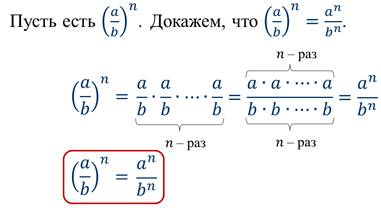 Пусть есть (a/b)^n. Докажем, что (a/b)^n = a^n/b^n.
n – раз
(a/b)^n = a/b · a/b · ⋯ · a/b = (a · a · ⋯ · a)/(b · b · ⋯ · b) = a^n/b^n
n – раз n – раз
(a/b)^n = a^n/b^n